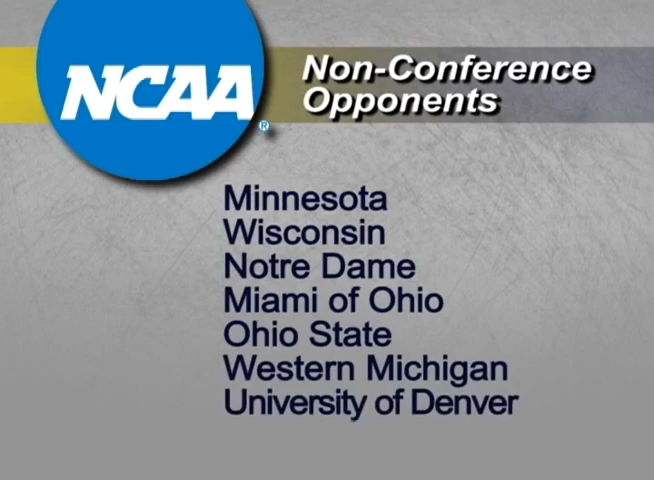 NCAA
®
Non-Conference
Opponents
Minnesota
Wisconsin
Notre Dame
Miami of Ohio
Ohio State
Western Michigan
University of Denver